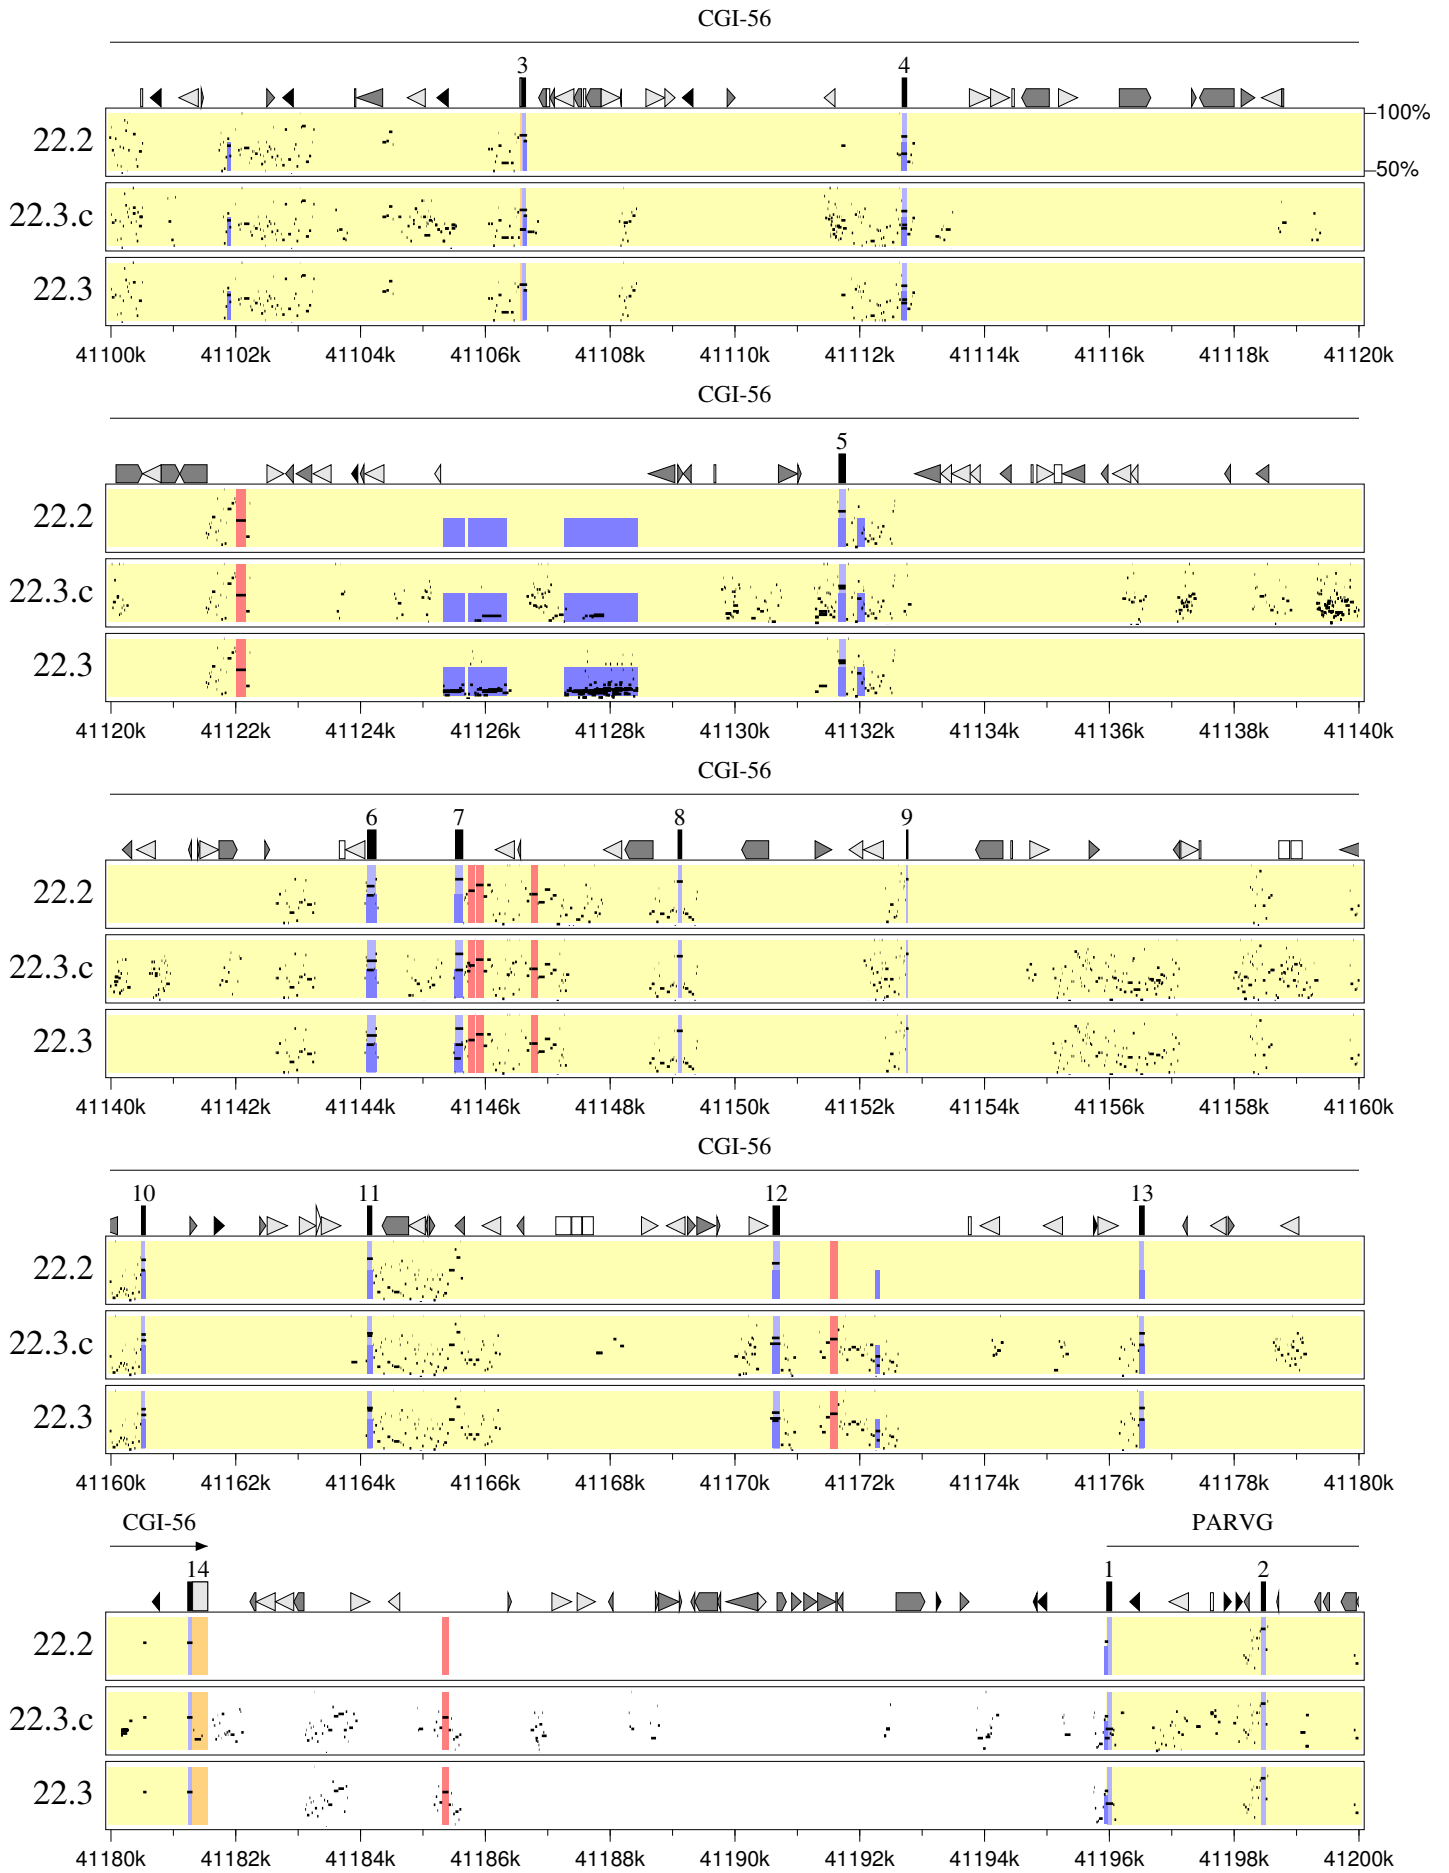 CGI-56
3 4
22.2 100%
50%
22.3.c
22.3
41100k 41102k 41104k 41106k 41108k 41110k 41112k 41114k 41116k 41118k 41120k
CGI-56
5
22.2
22.3.c
22.3
41120k 41122k 41124k 41126k 41128k 41130k 41132k 41134k 41136k 41138k 41140k
CGI-56
6 7 8 9
22.2
22.3.c
22.3
41140k 41142k 41144k 41146k 41148k 41150k 41152k 41154k 41156k 41158k 41160k
CGI-56
10 11 12 13
22.2
22.3.c
22.3
41160k 41162k 41164k 41166k 41168k 41170k 41172k 41174k 41176k 41178k 41180k
CGI-56 PARVG
14 1 2
22.2
22.3.c
22.3
41180k 41182k 41184k 41186k 41188k 41190k 41192k 41194k 41196k 41198k 41200k